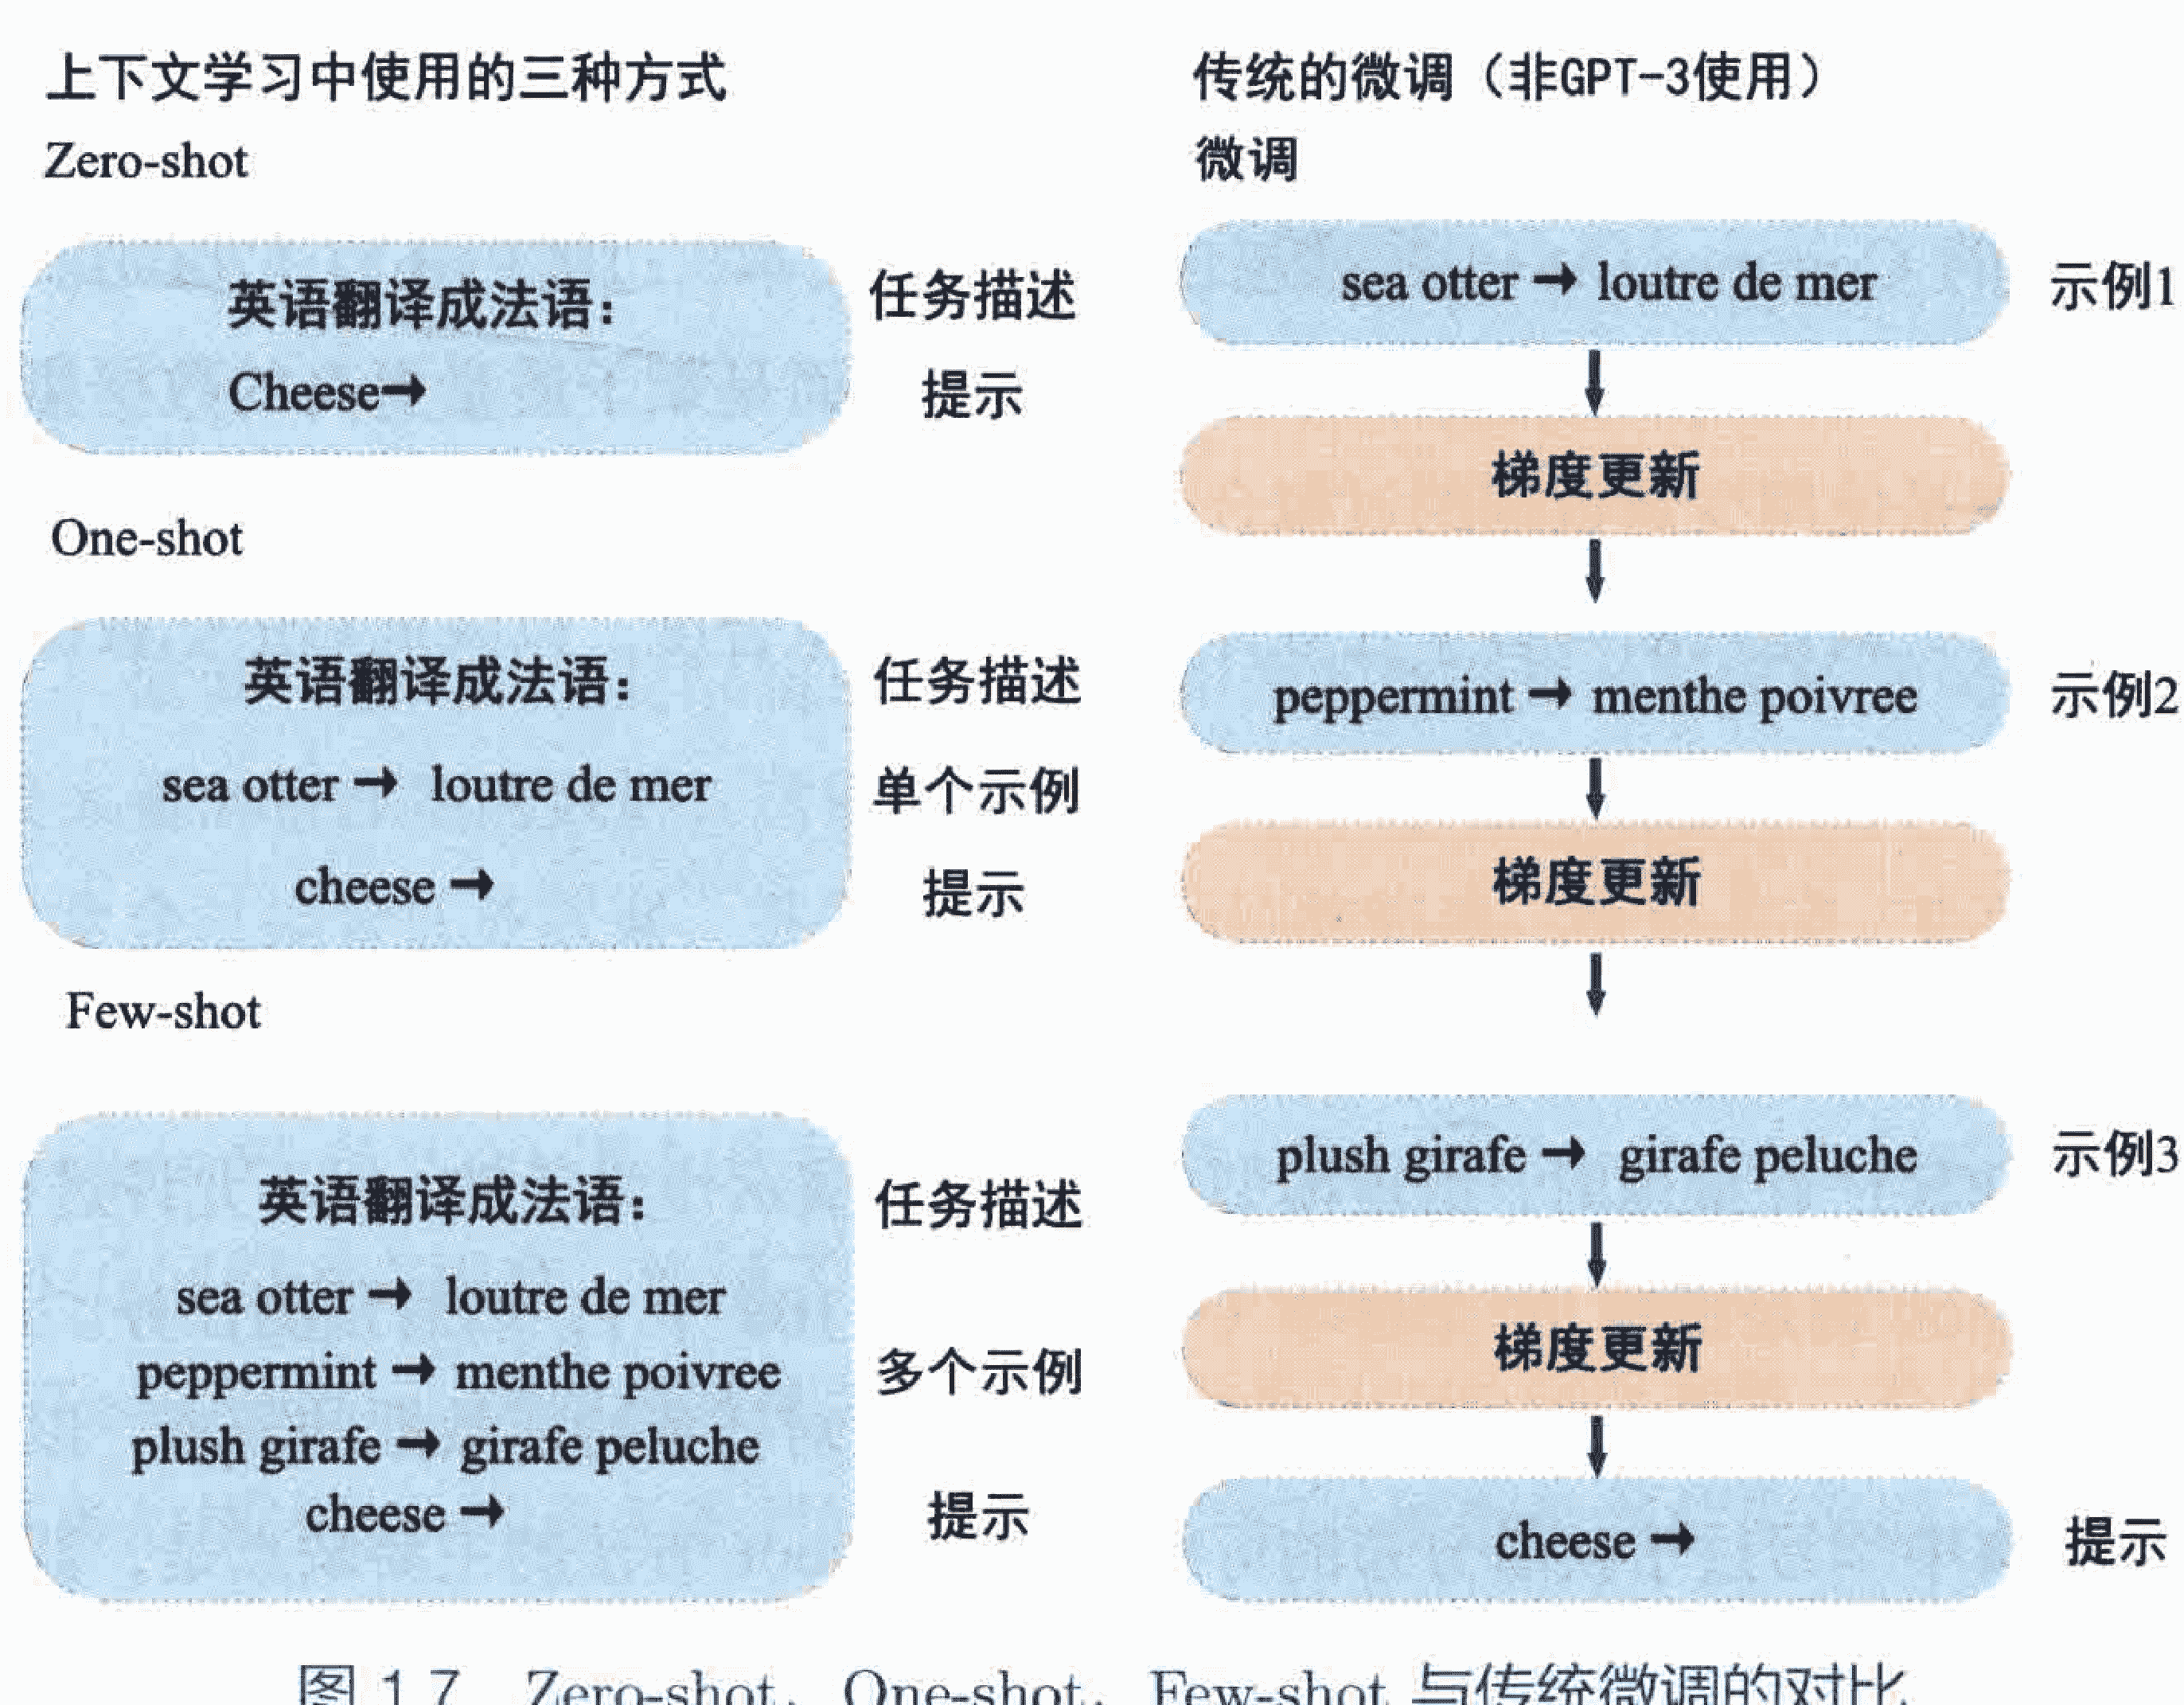 上下文学习中使用的三种方式
Zero-shot
英语翻译成法语： 任务描述
Cheese→ 提示
One-shot
英语翻译成法语： 任务描述
sea otter → loutre de mer 单个示例
cheese → 提示
Few-shot
英语翻译成法语： 任务描述
sea otter → loutre de mer
peppermint → menthe poivree 多个示例
plush girafe → girafe peluche
cheese → 提示
传统的微调（非GPT-3使用）
微调
sea otter → loutre de mer 示例1
梯度更新
peppermint → menthe poivree 示例2
梯度更新
plush girafe → girafe peluche 示例3
梯度更新
cheese → 提示
图 1.7 Zero-shot、One-shot、Few-shot 与传统微调的对比